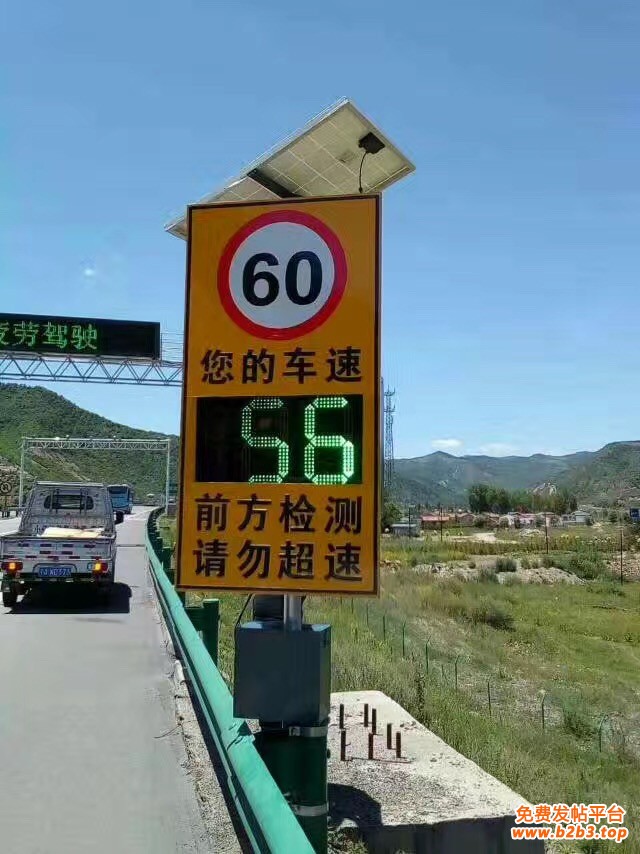 60
您的车速
56
前方检测
请勿超速
疲劳驾驶
免费发帖平台
www.b2b3.top